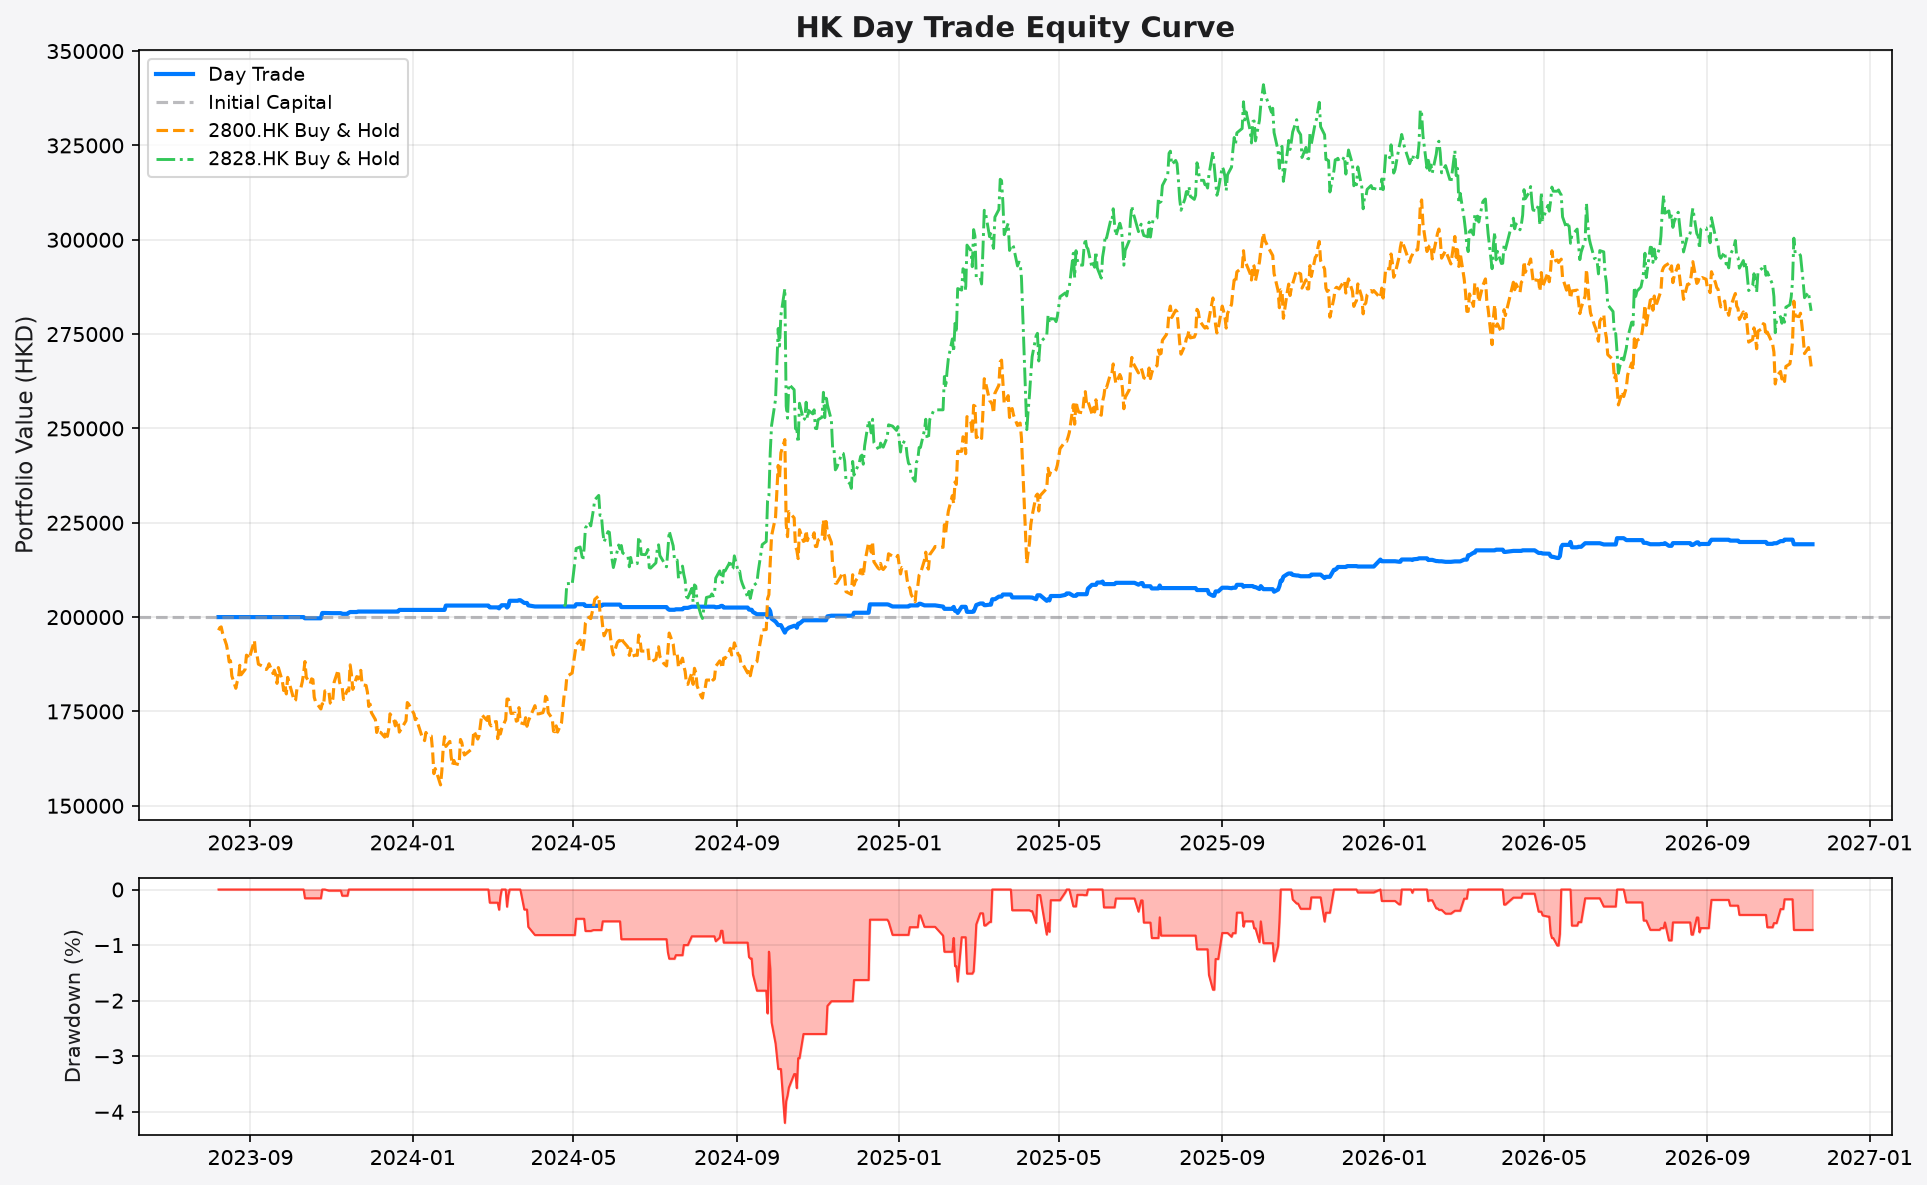 HK Day Trade Equity Curve
Day Trade
Initial Capital
2800.HK Buy & Hold
2828.HK Buy & Hold
Portfolio Value (HKD)
350000
325000
300000
275000
250000
225000
200000
175000
150000
2023-09 2024-01 2024-05 2024-09 2025-01 2025-05 2025-09 2026-01 2026-05 2026-09 2027-01
Drawdown (%)
0
−1
−2
−3
−4
2023-09 2024-01 2024-05 2024-09 2025-01 2025-05 2025-09 2026-01 2026-05 2026-09 2027-01